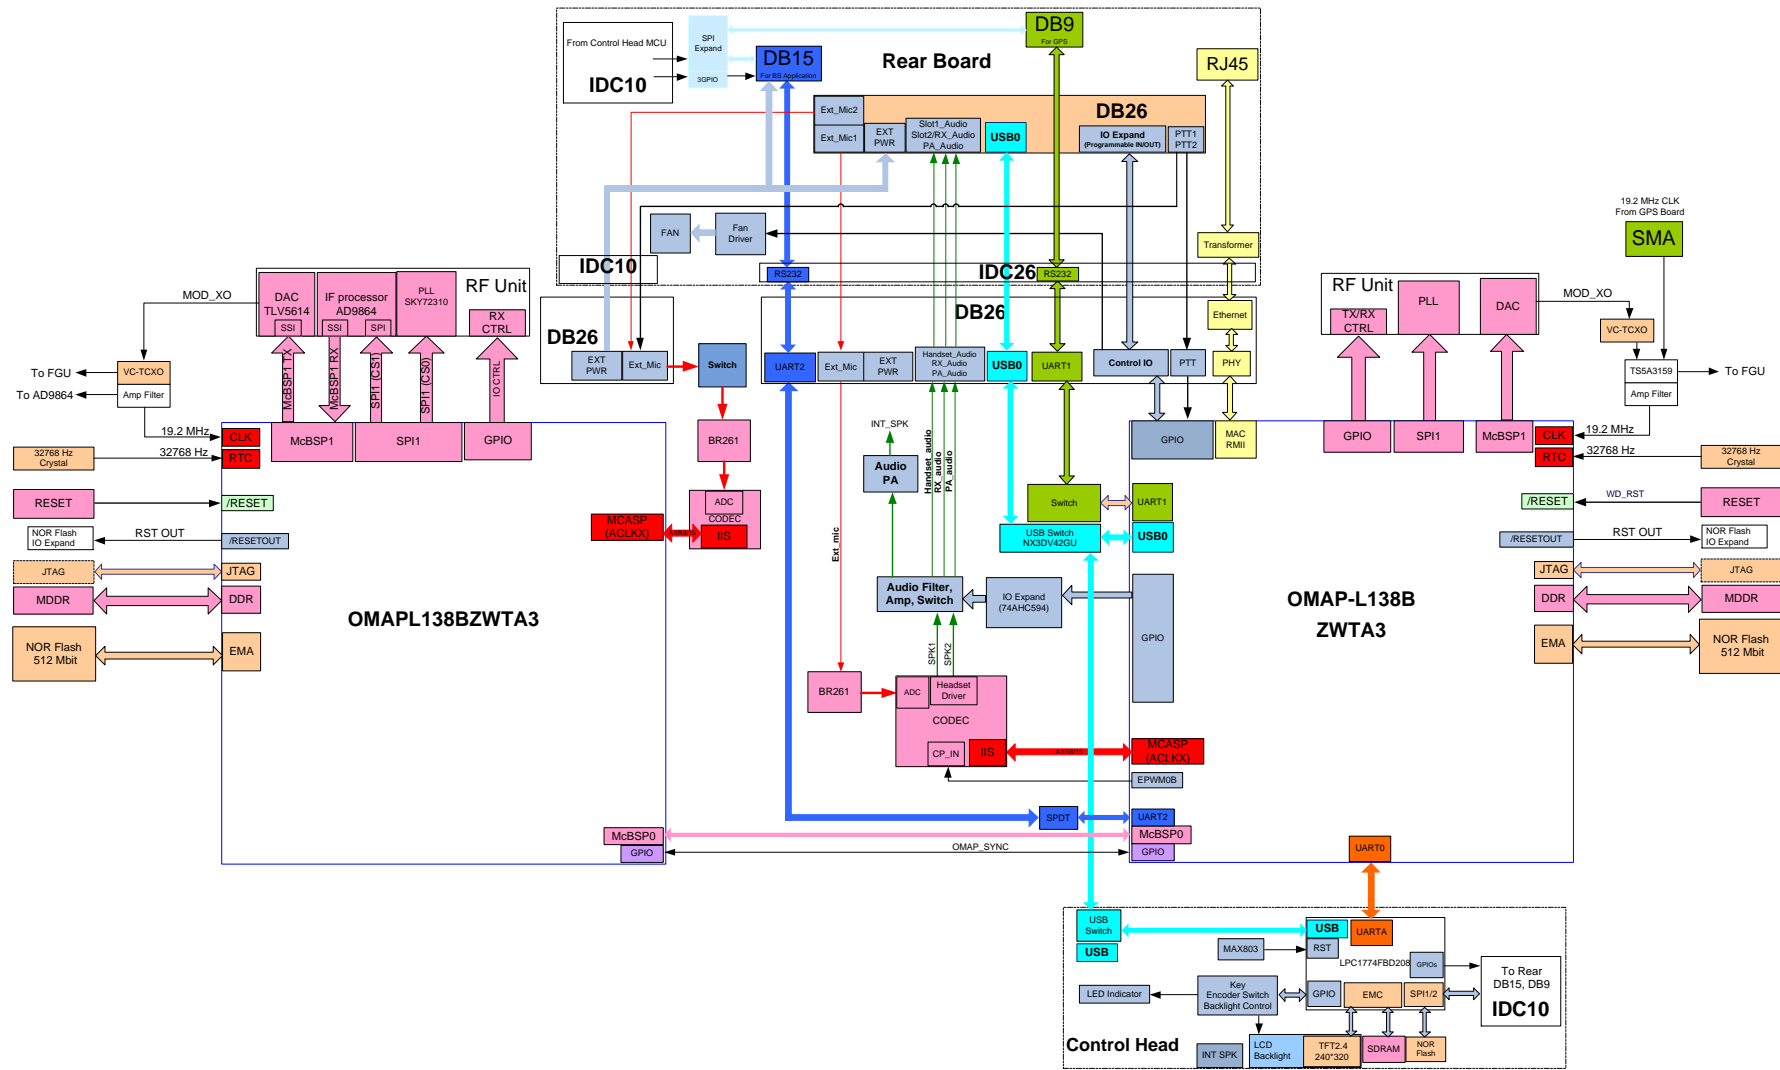 From Control Head MCU
IDC10
SPI
Expand
3GPIO
DB15
For BS Application
Rear Board
DB9
For GPS
RJ45
Ext_Mic2
Ext_Mic1
EXT
PWR
Slot1_Audio
Slot2/RX_Audio
PA_Audio
USB0
DB26
IO Expand
(Programmable IN/OUT)
PTT1
PTT2
FAN
Fan
Driver
Transformer
IDC10
RS232
IDC26
RS232
19.2 MHz CLK
From GPS Board
SMA
MOD_XO
DAC
TLV5614
SSI
IF processor
AD9864
SSI
SPI
PLL
SKY72310
RF Unit
RX
CTRL
DB26
EXT
PWR
Ext_Mic
Switch
DB26
UART2
Ext_Mic
EXT
PWR
Handset_Audio
RX_Audio
PA_Audio
USB0
UART1
Control IO
PTT
Ethernet
PHY
RF Unit
TX/RX
CTRL
PLL
DAC
MOD_XO
VC-TCXO
TS5A3159
Amp Filter
To FGU
To FGU
To AD9864
VC-TCXO
Amp Filter
McBSP1 TX
McBSP1 RX
SPI1 (CS1)
SPI1 (CS0)
IO CTRL
19.2 MHz
CLK
32768 Hz
RTC
32768 Hz
Crystal
McBSP1
SPI1
GPIO
RESET
/RESET
NOR Flash
IO Expand
RST OUT
/RESETOUT
JTAG
JTAG
MDDR
DDR
NOR Flash
512 Mbit
EMA
OMAPL138BZWTA3
MCASP
(ACLKX)
AXR8/15
BR261
ADC
CODEC
IIS
INT_SPK
Audio
PA
Handset_audio
RX_audio
PA_audio
Ext_mic
Audio Filter,
Amp, Switch
IO Expand
(74AHC594)
SPK1
SPK2
BR261
ADC
Headset
Driver
CODEC
CP_IN
IIS
AXR8/15
MCASP
(ACLKX)
EPWM0B
Switch
UART1
USB Switch
NX3DV42GU
USB0
GPIO
MAC
RMII
GPIO
GPIO
SPI1
McBSP1
CLK
19.2 MHz
RTC
32768 Hz
32768 Hz
Crystal
/RESET
WD_RST
RESET
/RESETOUT
RST OUT
NOR Flash
IO Expand
JTAG
JTAG
DDR
MDDR
EMA
NOR Flash
512 Mbit
OMAP-L138B
ZWTA3
SPDT
UART2
McBSP0
McBSP0
GPIO
OMAP_SYNC
GPIO
UART0
USB
Switch
USB
USB
UARTA
MAX803
RST
LPC1774FBD208
GPIOs
To Rear
DB15, DB9
IDC10
LED Indicator
Key
Encoder Switch
Backlight Control
GPIO
EMC
SPI1/2
Control Head
INT SPK
LCD
Backlight
TFT2.4
240*320
SDRAM
NOR
Flash